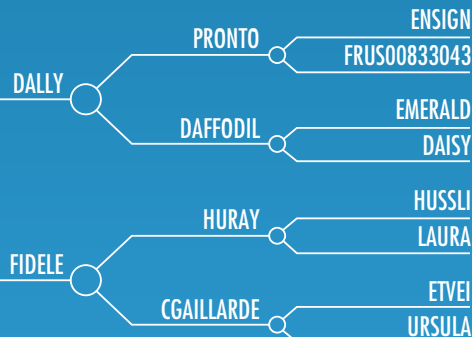 ENSIGN
PRONTO
FRUS00833043
DALLY
EMERALD
DAFFODIL
DAISY
HUSSLI
HURAY
LAURA
FIDELE
ETVEI
CGAILLARDE
URSULA